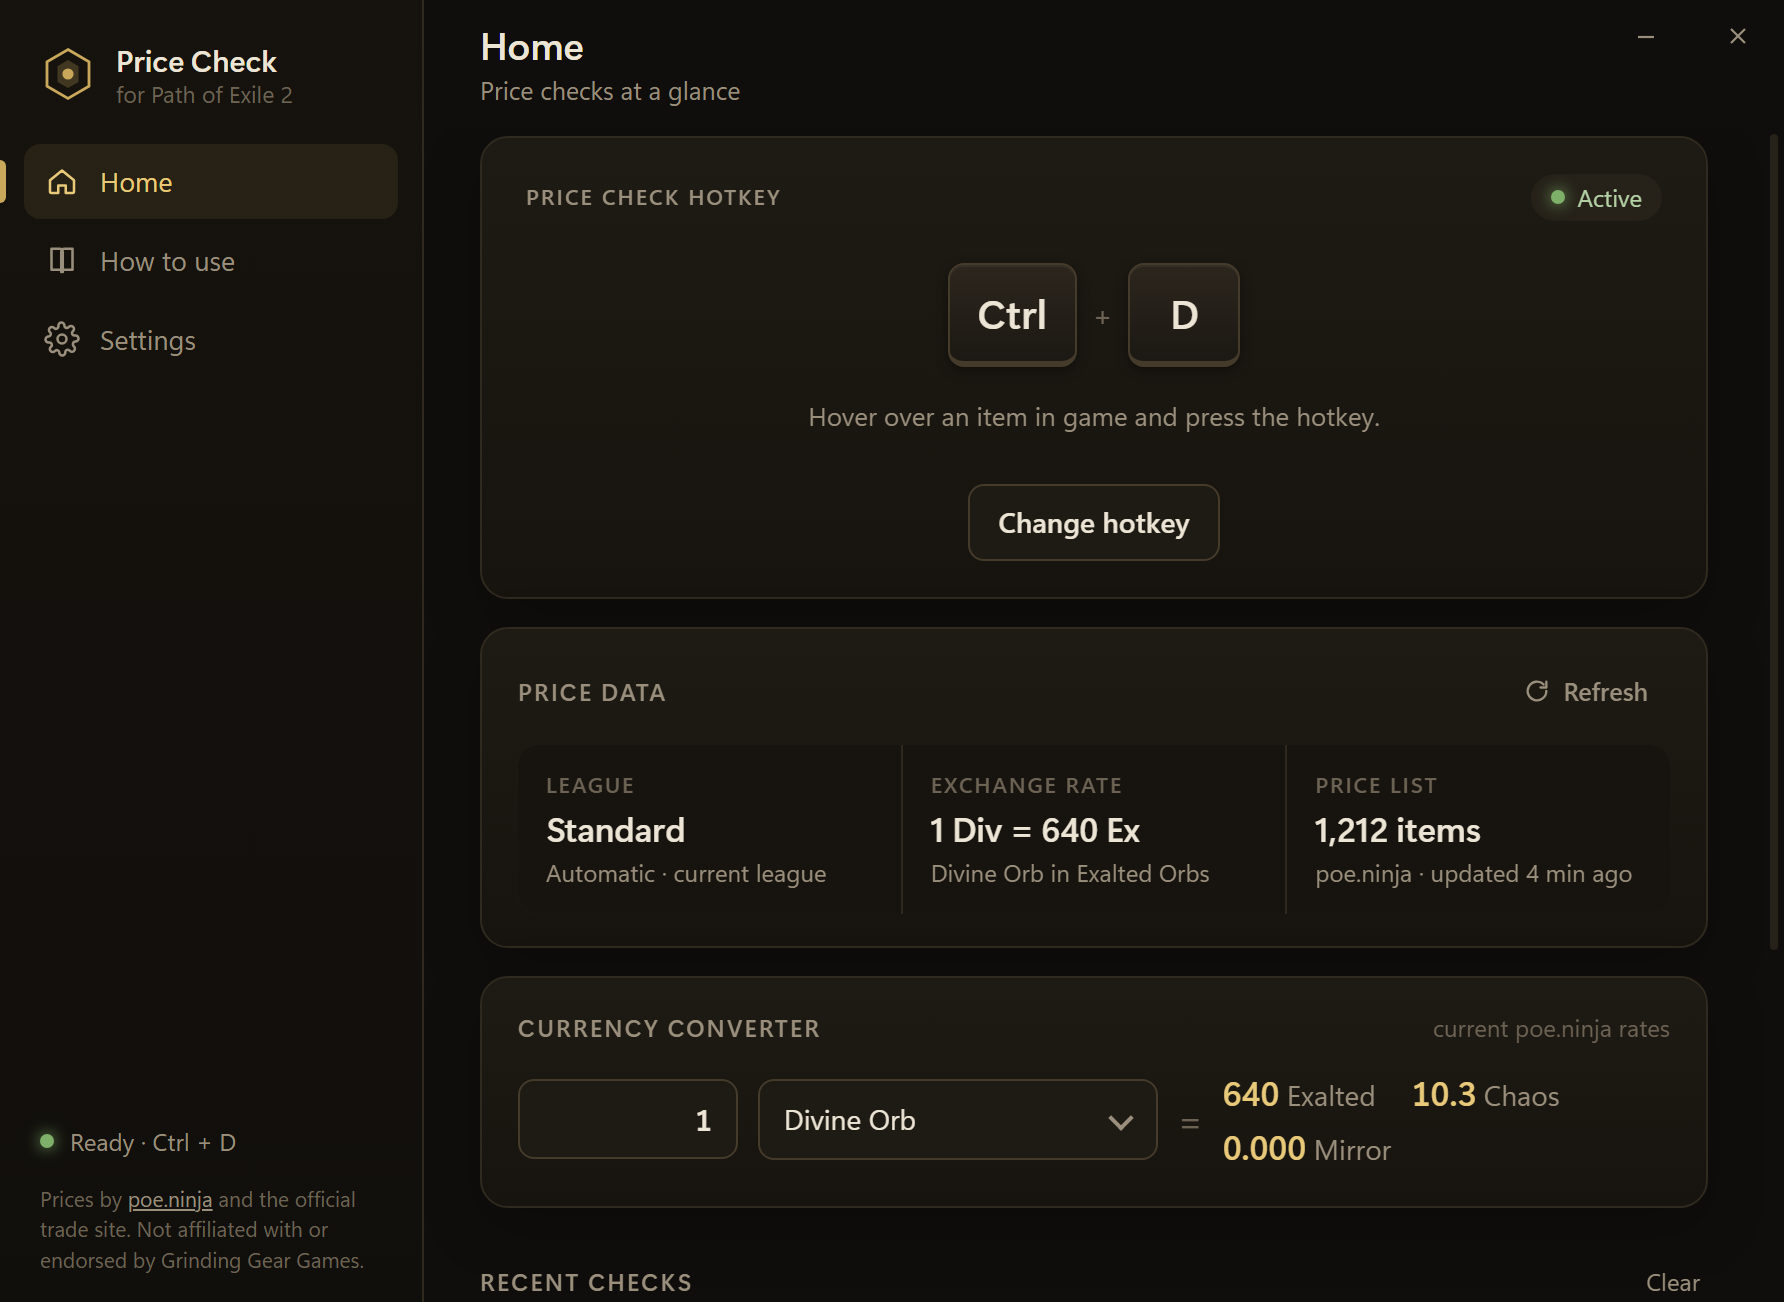 Price Check
for Path of Exile 2
Home
How to use
Settings
Ready · Ctrl + D
Prices by poe.ninja and the official
trade site. Not affiliated with or
endorsed by Grinding Gear Games.
Home
Price checks at a glance
PRICE CHECK HOTKEY
Active
Ctrl + D
Hover over an item in game and press the hotkey.
Change hotkey
PRICE DATA
Refresh
LEAGUE
Standard
Automatic · current league
EXCHANGE RATE
1 Div = 640 Ex
Divine Orb in Exalted Orbs
PRICE LIST
1,212 items
poe.ninja · updated 4 min ago
CURRENCY CONVERTER
current poe.ninja rates
1
Divine Orb
=
640 Exalted 10.3 Chaos
0.000 Mirror
RECENT CHECKS
Clear